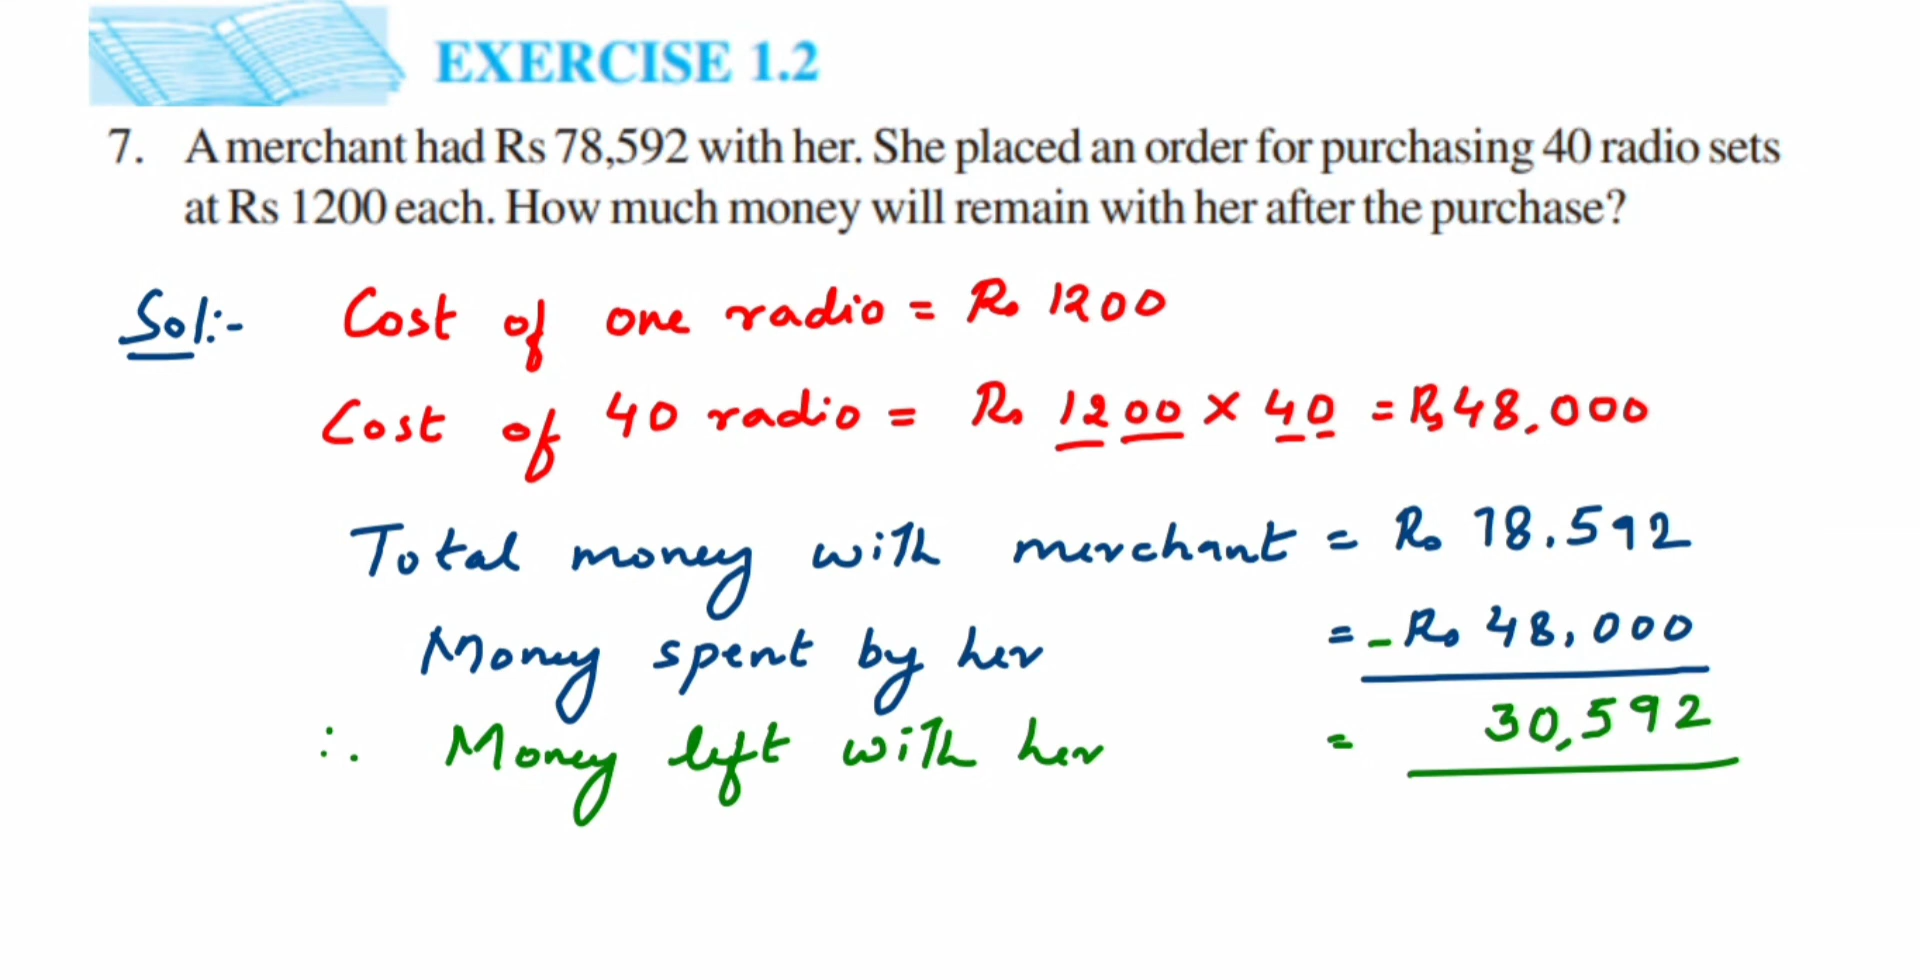 EXERCISE 1.2
7. A merchant had Rs 78,592 with her. She placed an order for purchasing 40 radio sets
at Rs 1200 each. How much money will remain with her after the purchase?
Sol:- Cost of one radio = Rs 1200
Cost of 40 radio = Rs 1200 × 40 = Rs 48,000
Total money with merchant = Rs 78,592
Money spent by her = - Rs 48,000
∴ Money left with her = 30,592